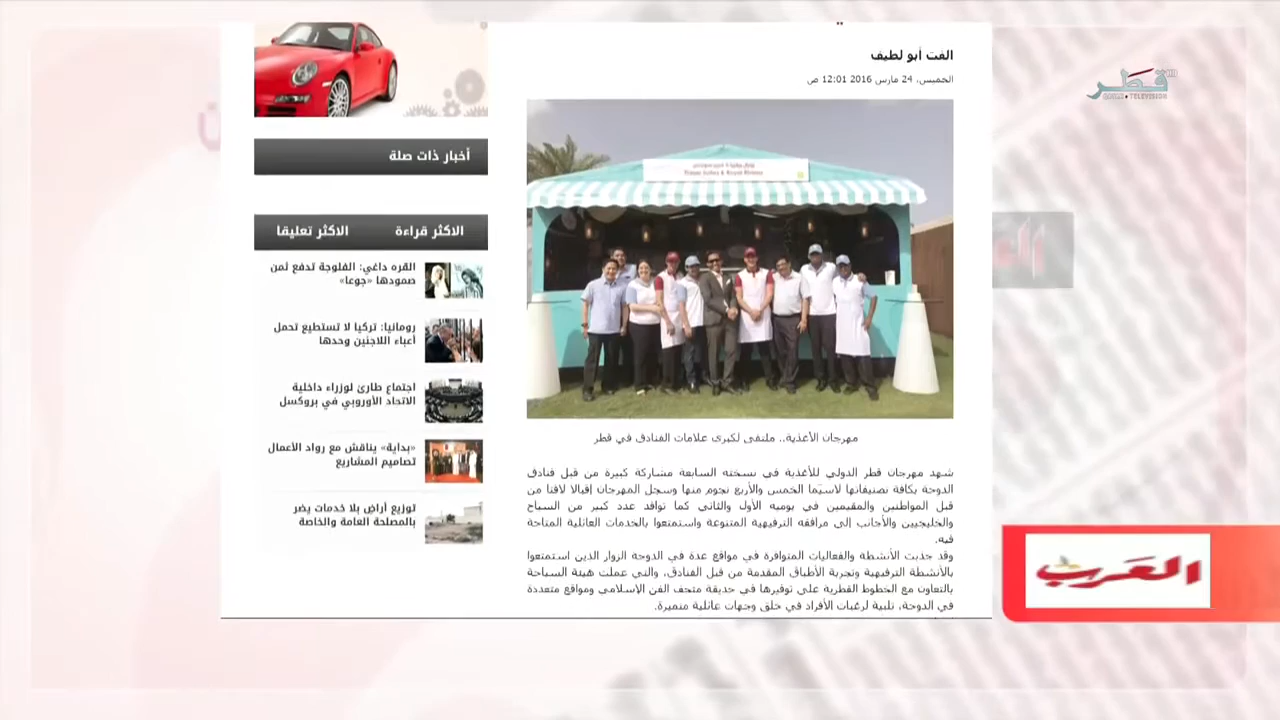 الفت أبو لطيف
الخميس، 24 مارس 2016 12:01 ص
قطر
QATAR TELEVISION
أخبار ذات صلة
الاكثر قراءة
الاكثر تعليقا
القره داغي: الفلوجة تدفع ثمن
صمودها «جوعا»
رومانيا: تركيا لا تستطيع تحمل
أعباء اللاجئين وحدها
اجتماع طارئ لوزراء داخلية
الاتحاد الأوروبي في بروكسل
«بداية» يناقش مع رواد الأعمال
تصاميم المشاريع
توزيع أراضٍ بلا خدمات يضر
بالمصلحة العامة والخاصة
مهرجان الأغذية.. ملتقى لكبرى علامات الفنادق في قطر
شهد مهرجان قطر الدولي للأغذية في نسخته السابعة مشاركة كبيرة من قبل فنادق
الدوحة بكافة تصنيفاتها لاسيما الخمس والأربع نجوم منها وسجل المهرجان إقبالا لافتا من
قبل المواطنين والمقيمين في يوميه الأول والثاني كما توافد عدد كبير من السياح
والخليجيين والأجانب إلى مرافقه الترفيهية المتنوعة واستمتعوا بالخدمات العائلية المتاحة
فيه.
وقد جذبت الأنشطة والفعاليات المتوافرة في مواقع عدة في الدوحة الزوار الذين استمتعوا
بالأنشطة الترفيهية وتجربة الأطباق المقدمة من قبل الفنادق، والتي عملت هيئة السياحة
بالتعاون مع الخطوط القطرية على توفيرها في حديقة متحف الفن الإسلامي ومواقع متعددة
في الدوحة، تلبية لرغبات الأفراد في خلق وجهات عائلية متميزة.
العرب